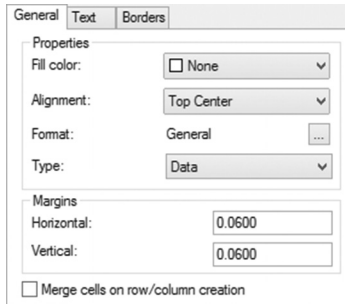 General Text Borders
Properties
Fill color: None
Alignment: Top Center
Format: General ...
Type: Data
Margins
Horizontal: 0.0600
Vertical: 0.0600
Merge cells on row/column creation